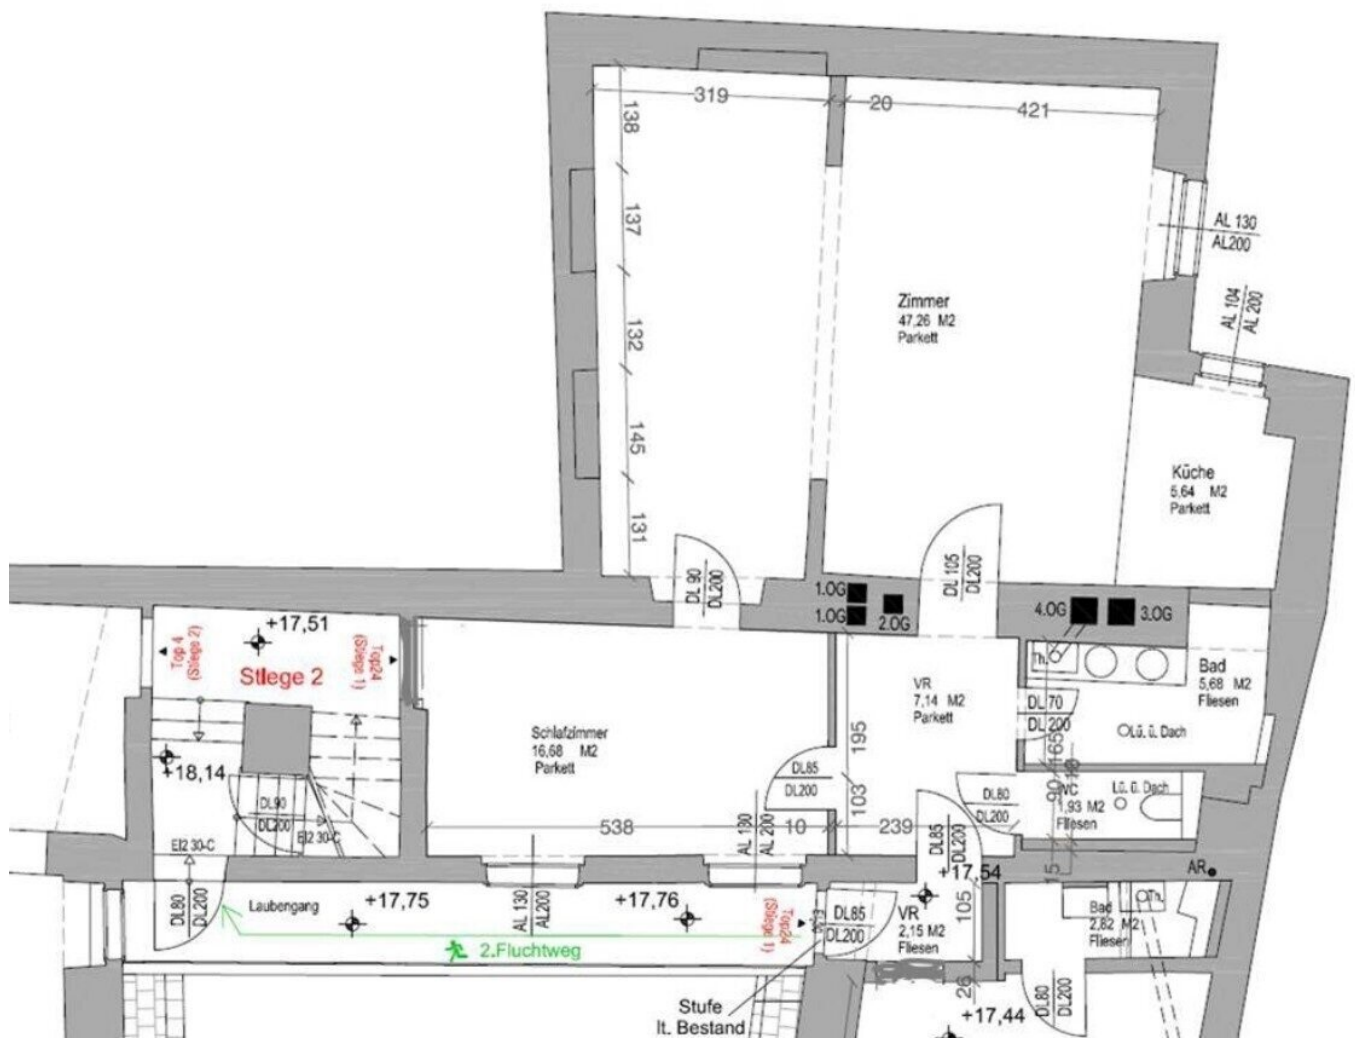 319
20
421
138
137
132
145
131
AL 130
AL200
AL 104
AL 200
Zimmer
47,26 M2
Parkett
Küche
5,64 M2
Parkett
DL 90
DL200
DL 105
DL200
1.OG
1.OG
2.OG
4.OG
3.OG
+17,51
Top 4
(Stiege 2)
Top24
(Stiege 1)
Stiege 2
+18,14
DL90
DL200
EI2 30-C
EI2 30-C
DL80
DL200
Schlafzimmer
16,68 M2
Parkett
DL85
DL200
538
10
239
195
103
VR
7,14 M2
Parkett
Th.
Bad
5,68 M2
Fliesen
DL 70
DL 200
Lü. ü. Dach
165
10
90
15
DL80
DL200
WC
1,93 M2
Fliesen
Lü. ü. Dach
AL 130
AL200
AL 130
AL 200
DL85
DL200
+17,54
AR
Laubengang
+17,75
+17,76
2.Fluchtweg
Top24
(Stiege 1)
DL85
DL200
VR
2,15 M2
Fliesen
105
26
Bad
2,82 M2
Fliesen
Th.
DL80
DL200
Stufe
lt. Bestand
+17,44